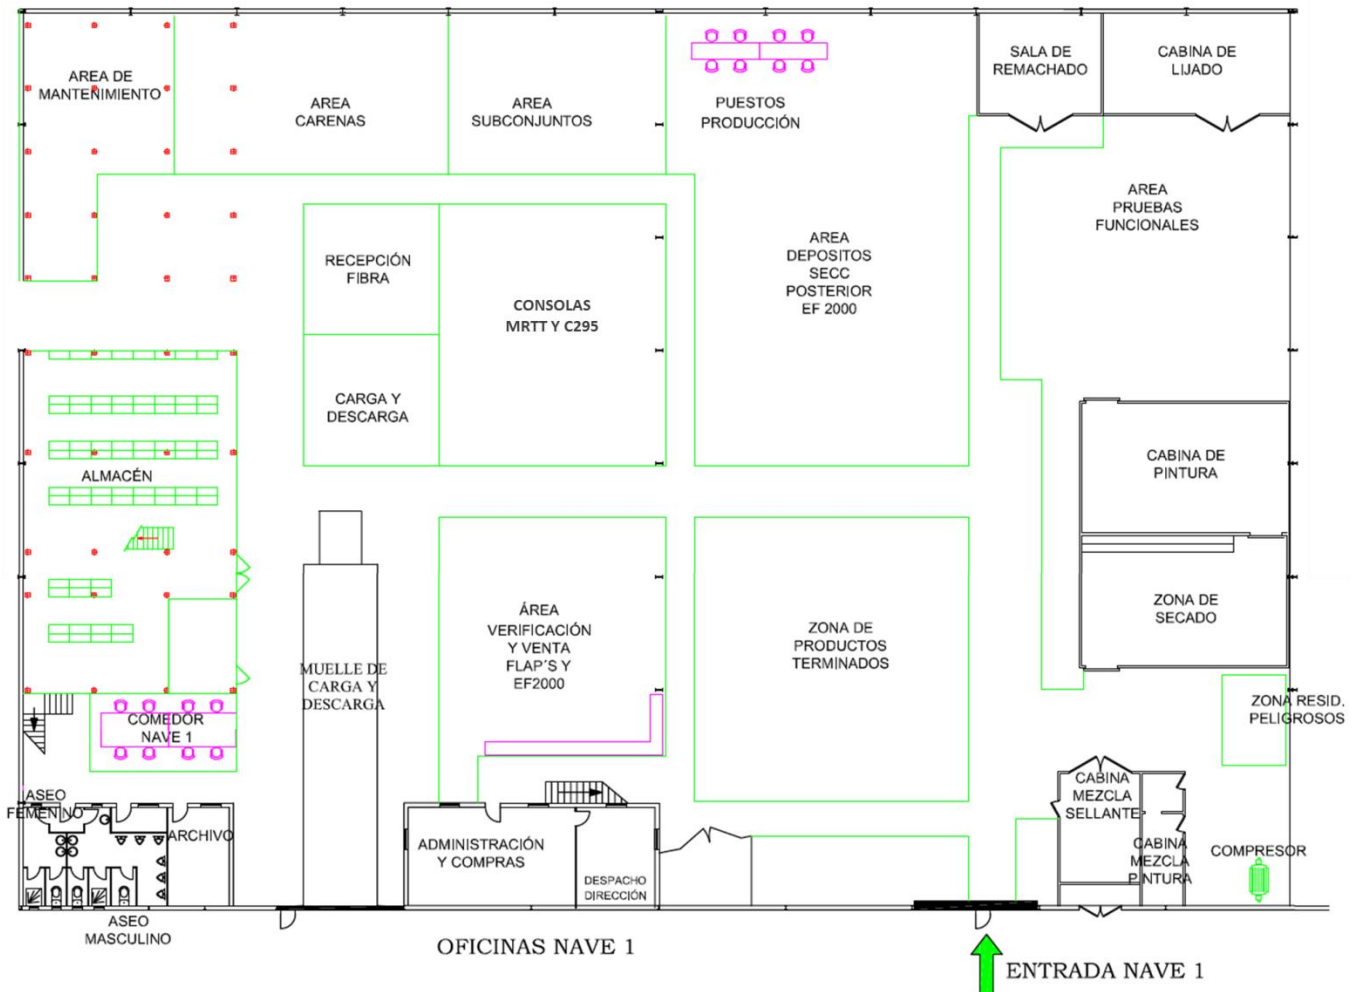 AREA DE
MANTENIMIENTO
AREA
CARENAS
AREA
SUBCONJUNTOS
PUESTOS
PRODUCCIÓN
SALA DE
REMACHADO
CABINA DE
LIJADO
AREA
PRUEBAS
FUNCIONALES
RECEPCIÓN
FIBRA
CONSOLAS
MRTT Y C295
AREA
DEPOSITOS
SECC
POSTERIOR
EF 2000
CARGA Y
DESCARGA
ALMACÉN
CABINA DE
PINTURA
ZONA DE
SECADO
ÁREA
VERIFICACIÓN
Y VENTA
FLAP´S Y
EF2000
ZONA DE
PRODUCTOS
TERMINADOS
MUELLE DE
CARGA Y
DESCARGA
COMEDOR
NAVE 1
ZONA RESID.
PELIGROSOS
ASEO
FEMENINO
ARCHIVO
ADMINISTRACIÓN
Y COMPRAS
DESPACHO
DIRECCIÓN
CABINA
MEZCLA
SELLANTE
CABINA
MEZCLA
PINTURA
COMPRESOR
ASEO
MASCULINO
OFICINAS NAVE 1
ENTRADA NAVE 1